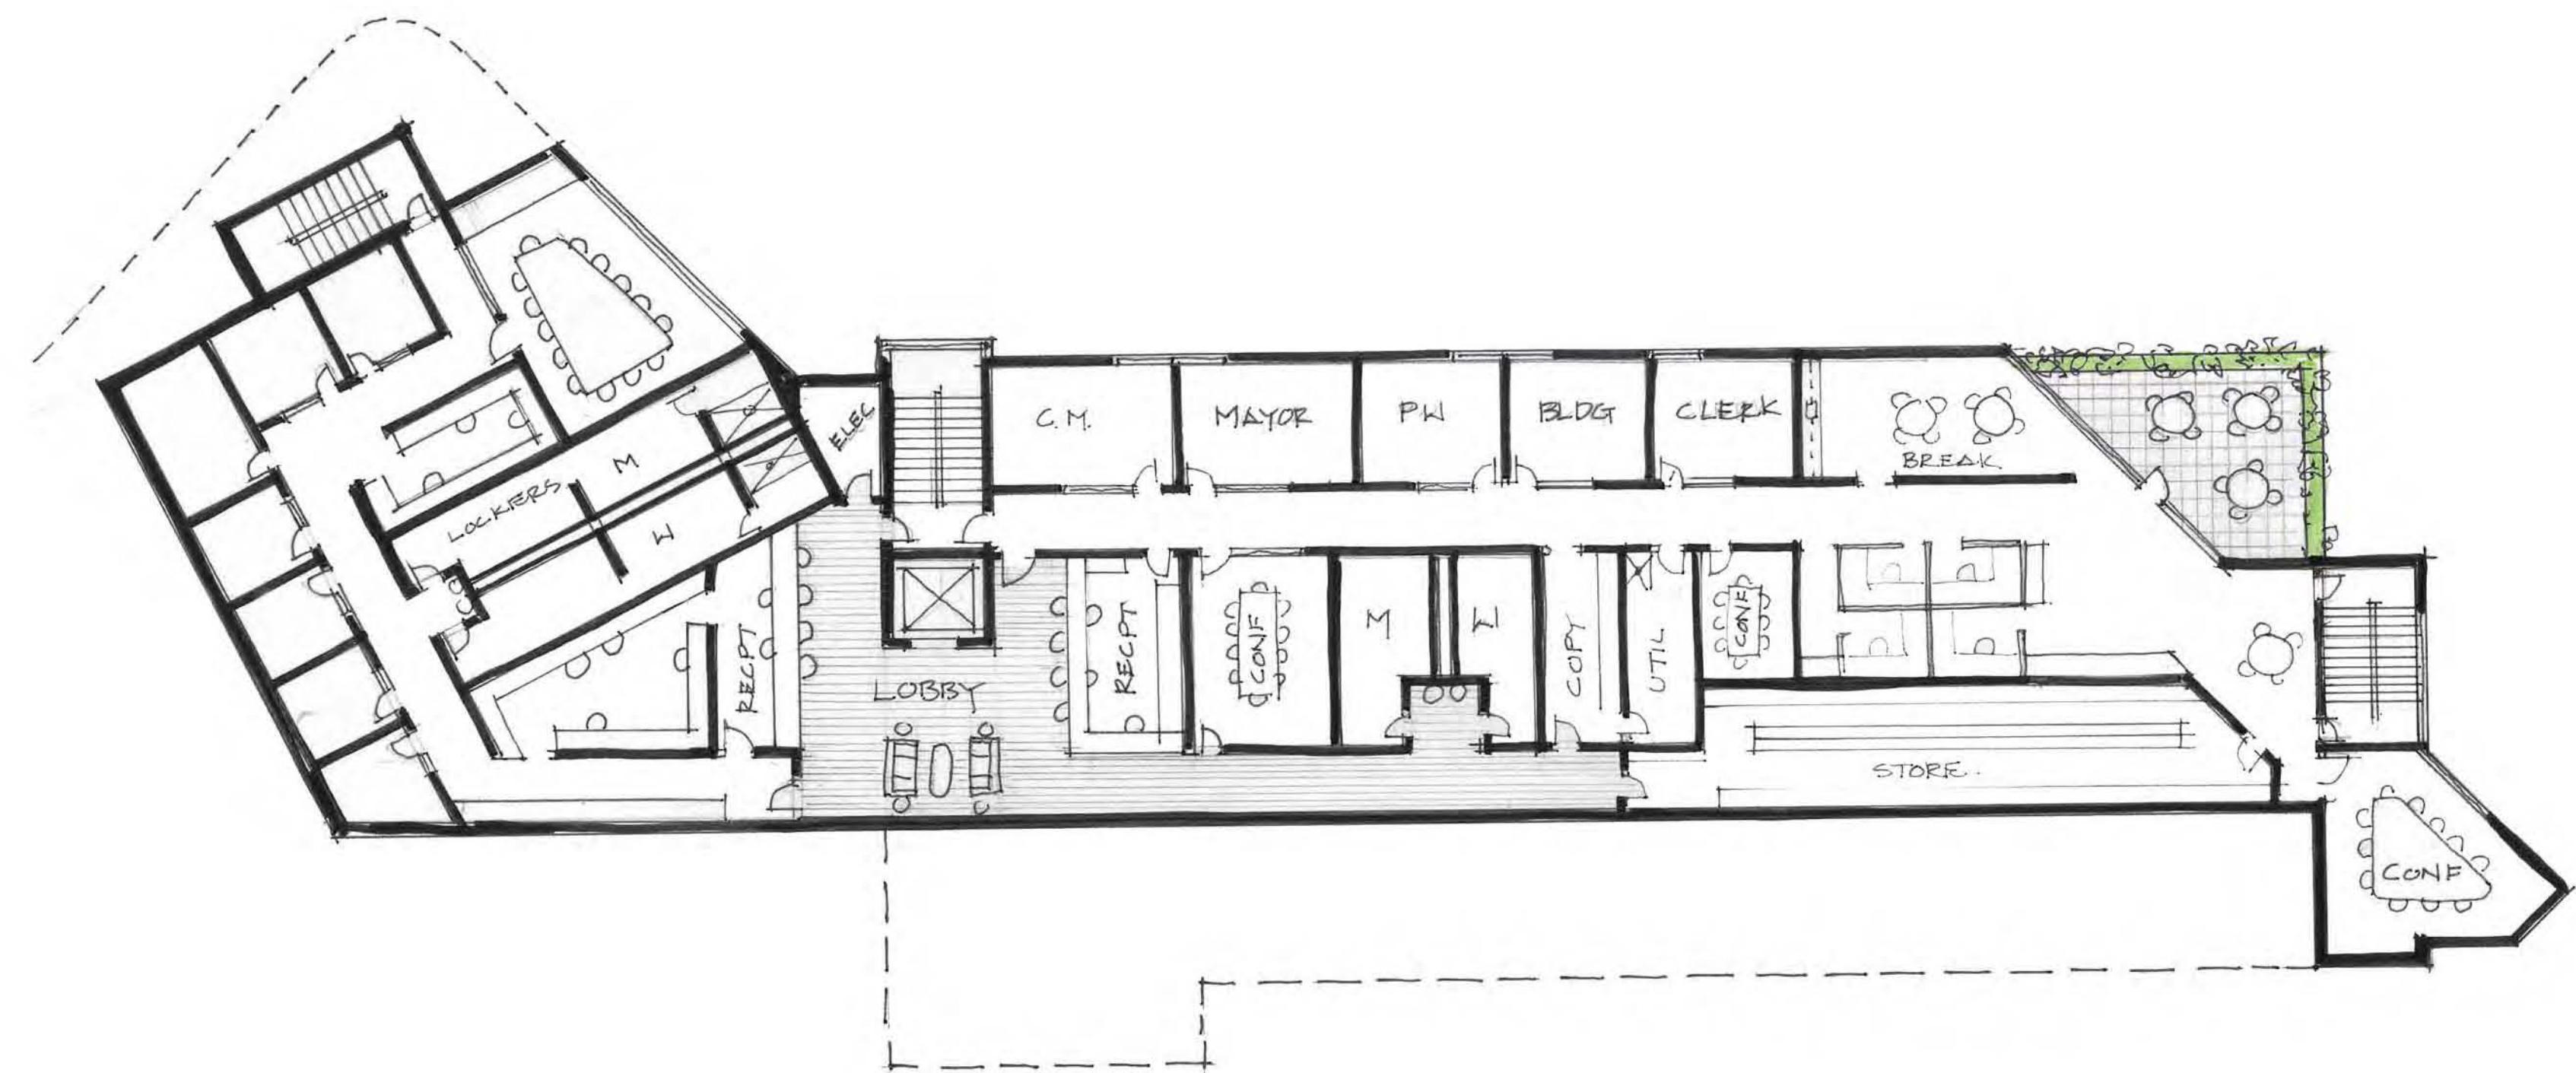 C.M.
MAYOR
PW
BLDG
CLERK
BREAK
ELEC
M
LOCKERS
W
RECPT
LOBBY
RECPT
CONF
M
W
COPY
UTIL
CONF
STORE.
CONF